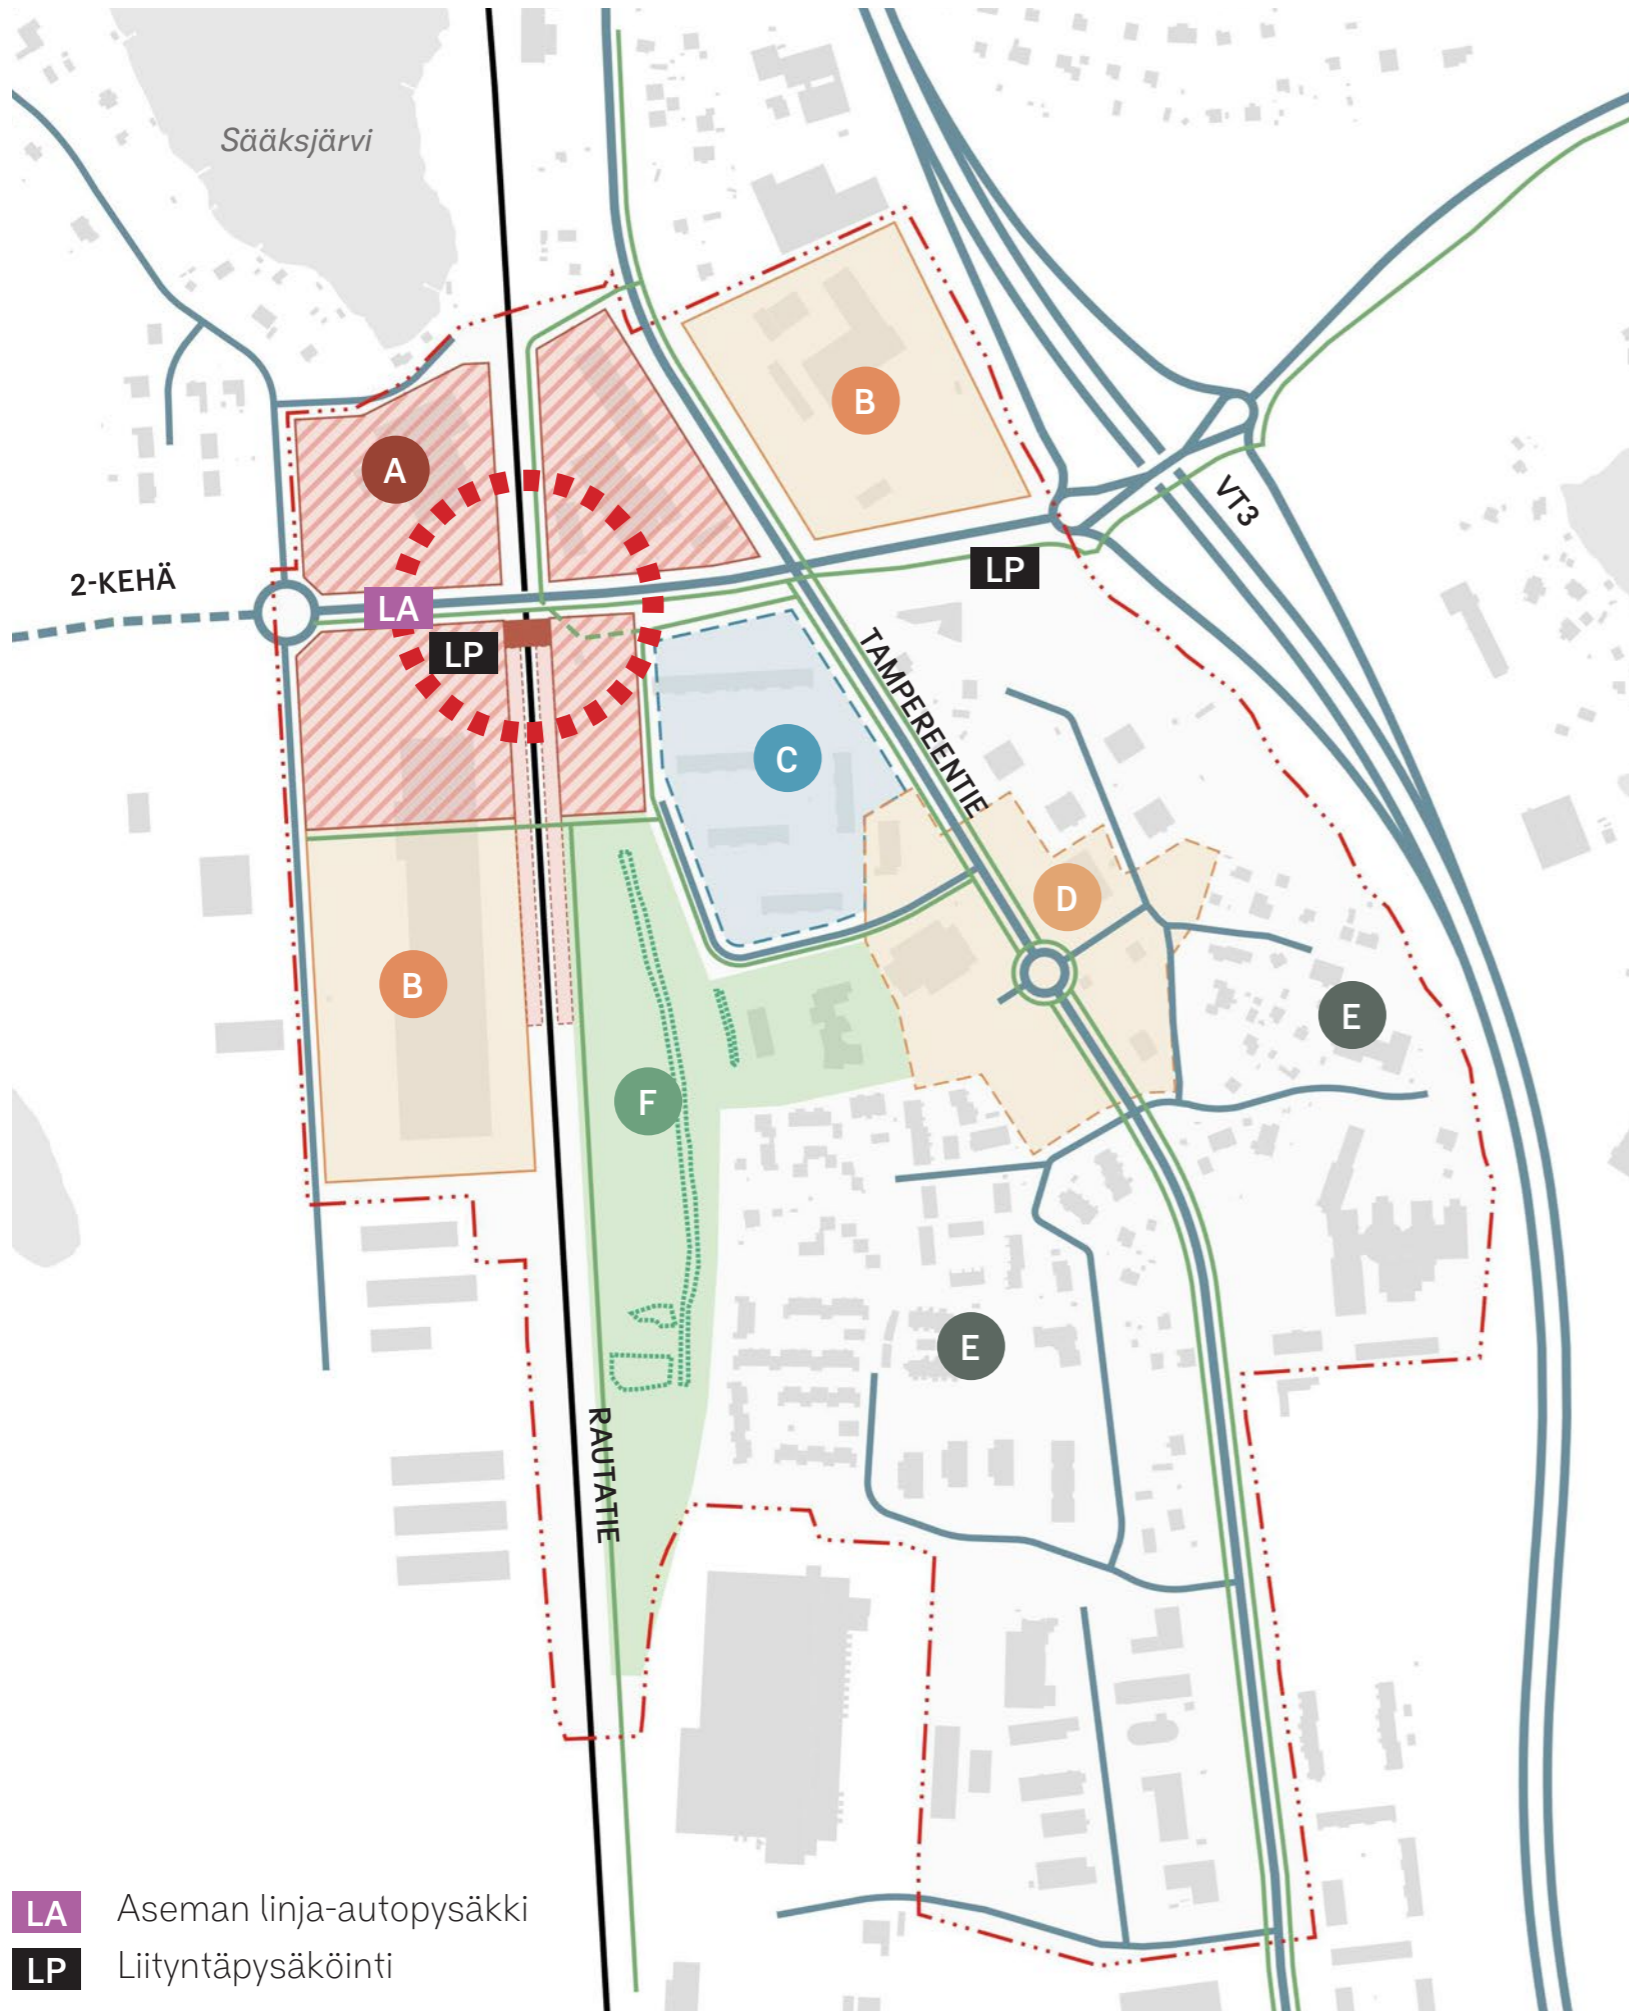 Sääksjärvi
B
A
VT3
2-KEHÄ
LP
LA
LP
TAMPEREENTIE
C
D
B
E
F
E
RAUTATIE
LA Aseman linja-autopysäkki
LP Liityntäpysäköinti